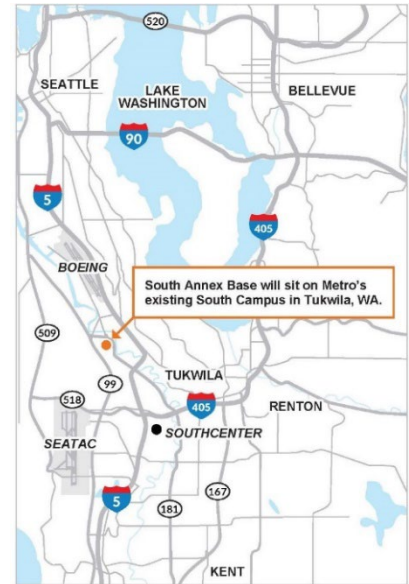 520
SEATTLE
LAKE
WASHINGTON
BELLEVUE
90
5
405
BOEING
South Annex Base will sit on Metro's
existing South Campus in Tukwila, WA.
509
99
TUKWILA
518
405
RENTON
SEATAC
SOUTHCENTER
5
167
181
KENT